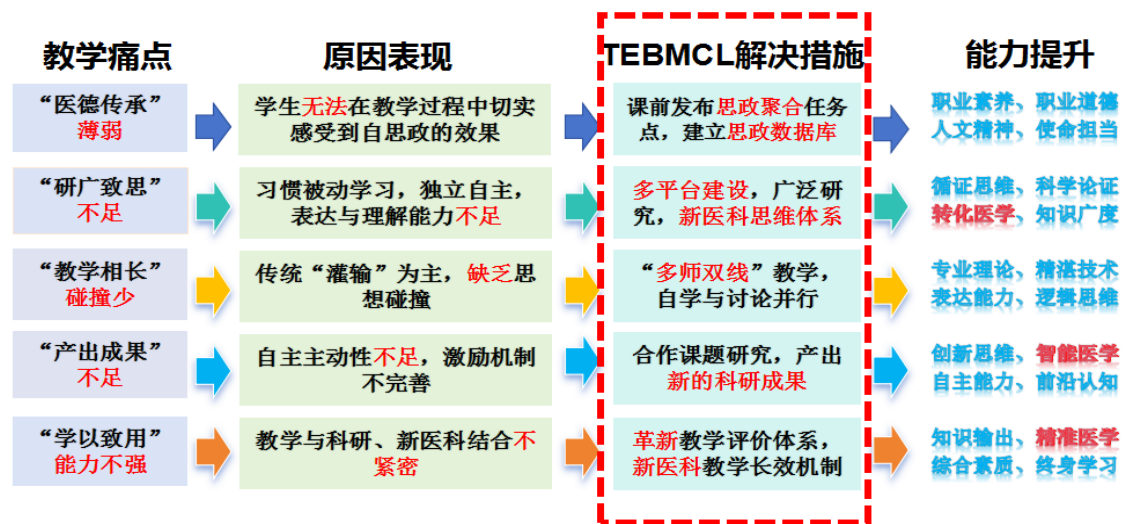 教学痛点
原因表现
TEBMCL解决措施
能力提升
“医德传承”
薄弱
学生无法在教学过程中切实
感受到自思政的效果
课前发布思政聚合任务
点，建立思政数据库
职业素养、职业道德
人文精神、使命担当
“研广致思”
不足
习惯被动学习，独立自主，
表达与理解能力不足
多平台建设，广泛研
究，新医科思维体系
循证思维、科学论证
转化医学、知识广度
“教学相长”
碰撞少
传统“灌输”为主，缺乏思
想碰撞
“多师双线”教学，
自学与讨论并行
专业理论、精湛技术
表达能力、逻辑思维
“产出成果”
不足
自主主动性不足，激励机制
不完善
合作课题研究，产出
新的科研成果
创新思维、智能医学
自主能力、前沿认知
“学以致用”
能力不强
教学与科研、新医科结合不
紧密
革新教学评价体系，
新医科教学长效机制
知识输出、精准医学
综合素质、终身学习